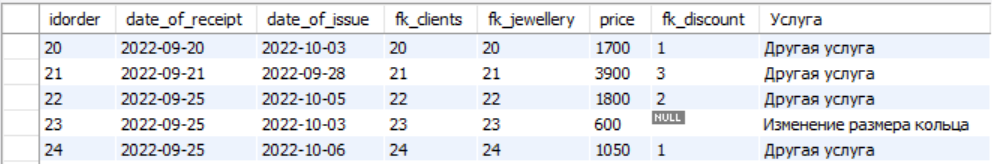 idorder date_of_receipt date_of_issue fk_clients fk_jewellery price fk_discount Услуга
20 2022-09-20 2022-10-03 20 20 1700 1 Другая услуга
21 2022-09-21 2022-09-28 21 21 3900 3 Другая услуга
22 2022-09-25 2022-10-05 22 22 1800 2 Другая услуга
23 2022-09-25 2022-10-03 23 23 600 NULL Изменение размера кольца
24 2022-09-25 2022-10-06 24 24 1050 1 Другая услуга